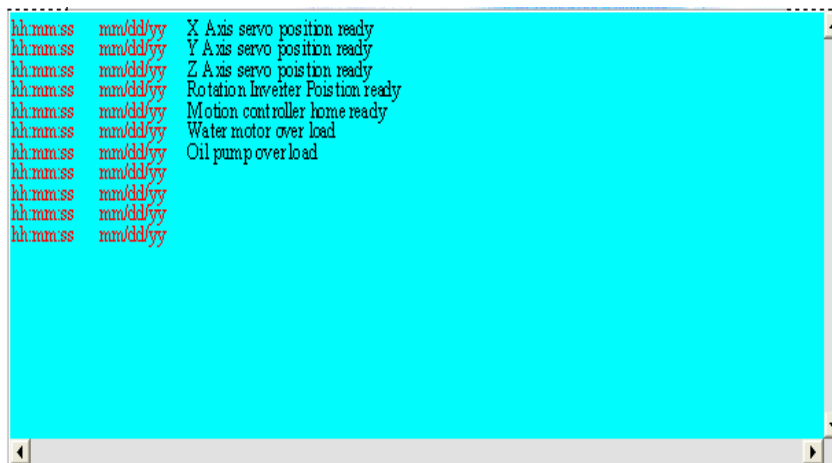 hh:mm:ss mm/dd/yy X Axis servo position ready
hh:mm:ss mm/dd/yy Y Axis servo position ready
hh:mm:ss mm/dd/yy Z Axis servo poistion ready
hh:mm:ss mm/dd/yy Rotation Inverter Poistion ready
hh:mm:ss mm/dd/yy Motion controller home ready
hh:mm:ss mm/dd/yy Water motor over load
hh:mm:ss mm/dd/yy Oil pump over load
hh:mm:ss mm/dd/yy
hh:mm:ss mm/dd/yy
hh:mm:ss mm/dd/yy
hh:mm:ss mm/dd/yy